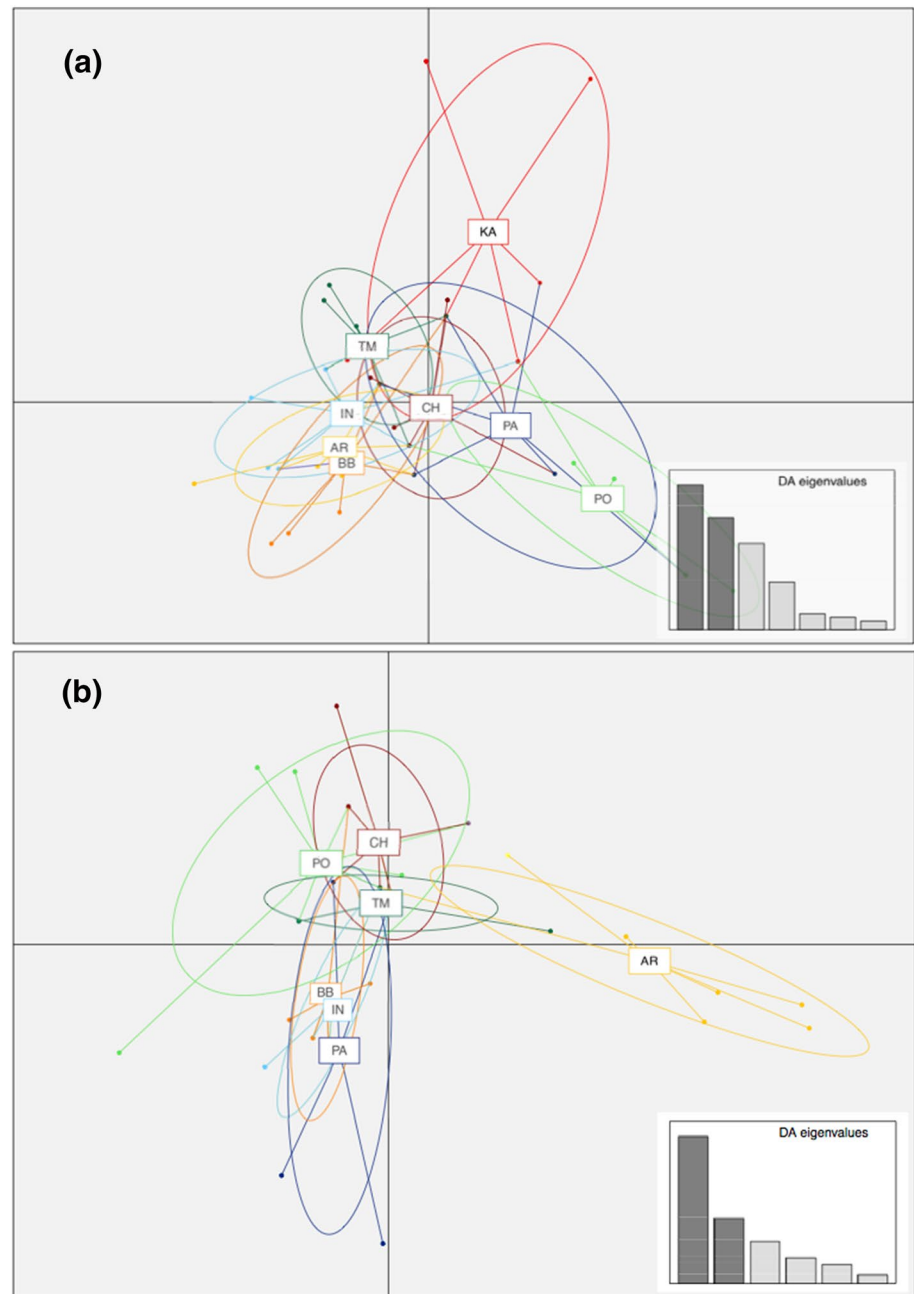 (a)
KA
TM
IN
CH
PA
AR
BB
PO
DA eigenvalues
(b)
CH
PO
TM
AR
BB
IN
PA
DA eigenvalues